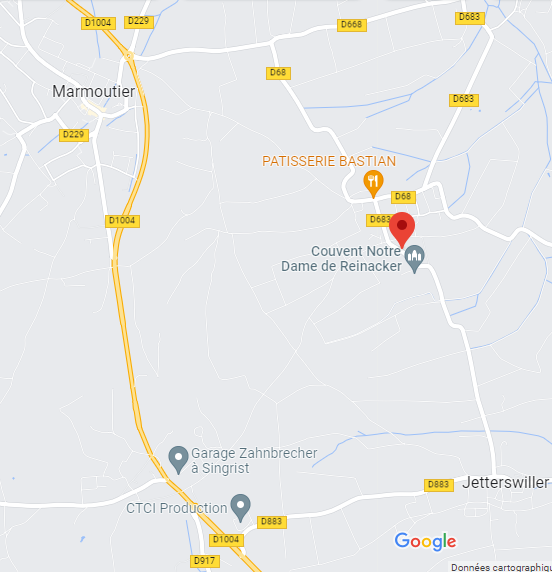 D1004
D229
D668
D683
D68
Marmoutier
D683
D229
PATISSERIE BASTIAN
D68
D683
D1004
Couvent Notre
Dame de Reinacker
Garage Zahnbrecher
à Singrist
Jetterswiller
D883
CTCI Production
D883
D1004
Google
D917
Données cartographiqu